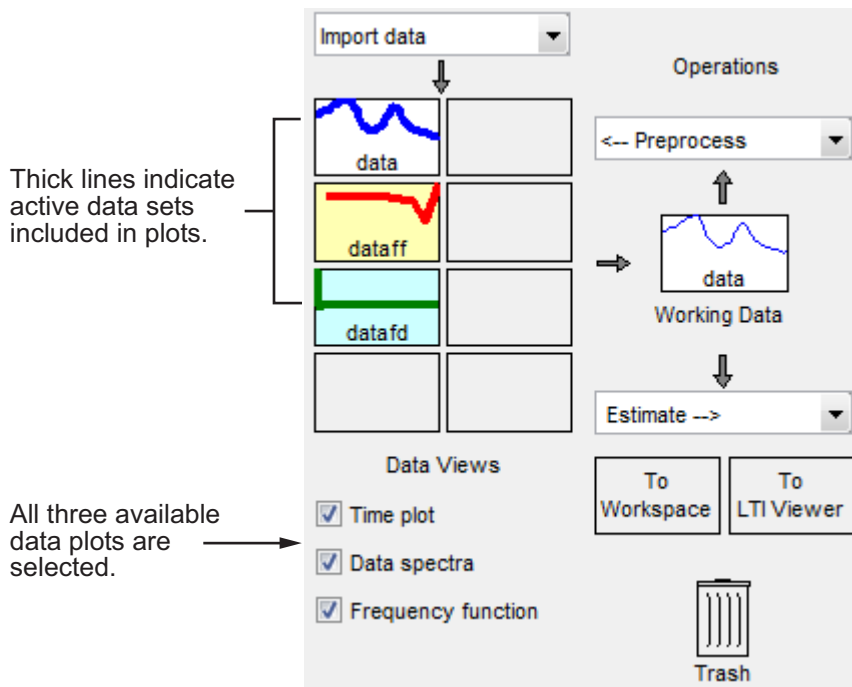 Import data
Operations
data
<-- Preprocess
Thick lines indicate
active data sets
included in plots.
dataff
data
Working Data
datafd
Estimate -->
Data Views
To
Workspace
To
LTI Viewer
All three available
data plots are
selected.
Time plot
Data spectra
Frequency function
Trash